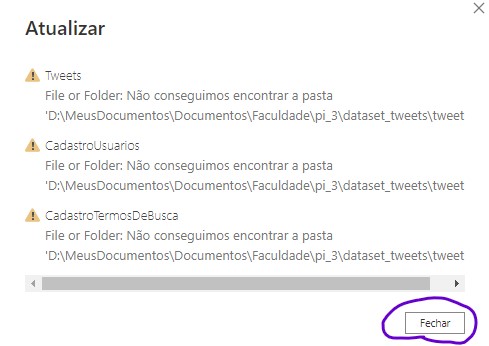 Atualizar
Tweets
File or Folder: Não conseguimos encontrar a pasta
'D:\MeusDocumentos\Documentos\Faculdade\pi_3\dataset_tweets\tweet
CadastroUsuarios
File or Folder: Não conseguimos encontrar a pasta
'D:\MeusDocumentos\Documentos\Faculdade\pi_3\dataset_tweets\tweet
CadastroTermosDeBusca
File or Folder: Não conseguimos encontrar a pasta
'D:\MeusDocumentos\Documentos\Faculdade\pi_3\dataset_tweets\tweet
Fechar